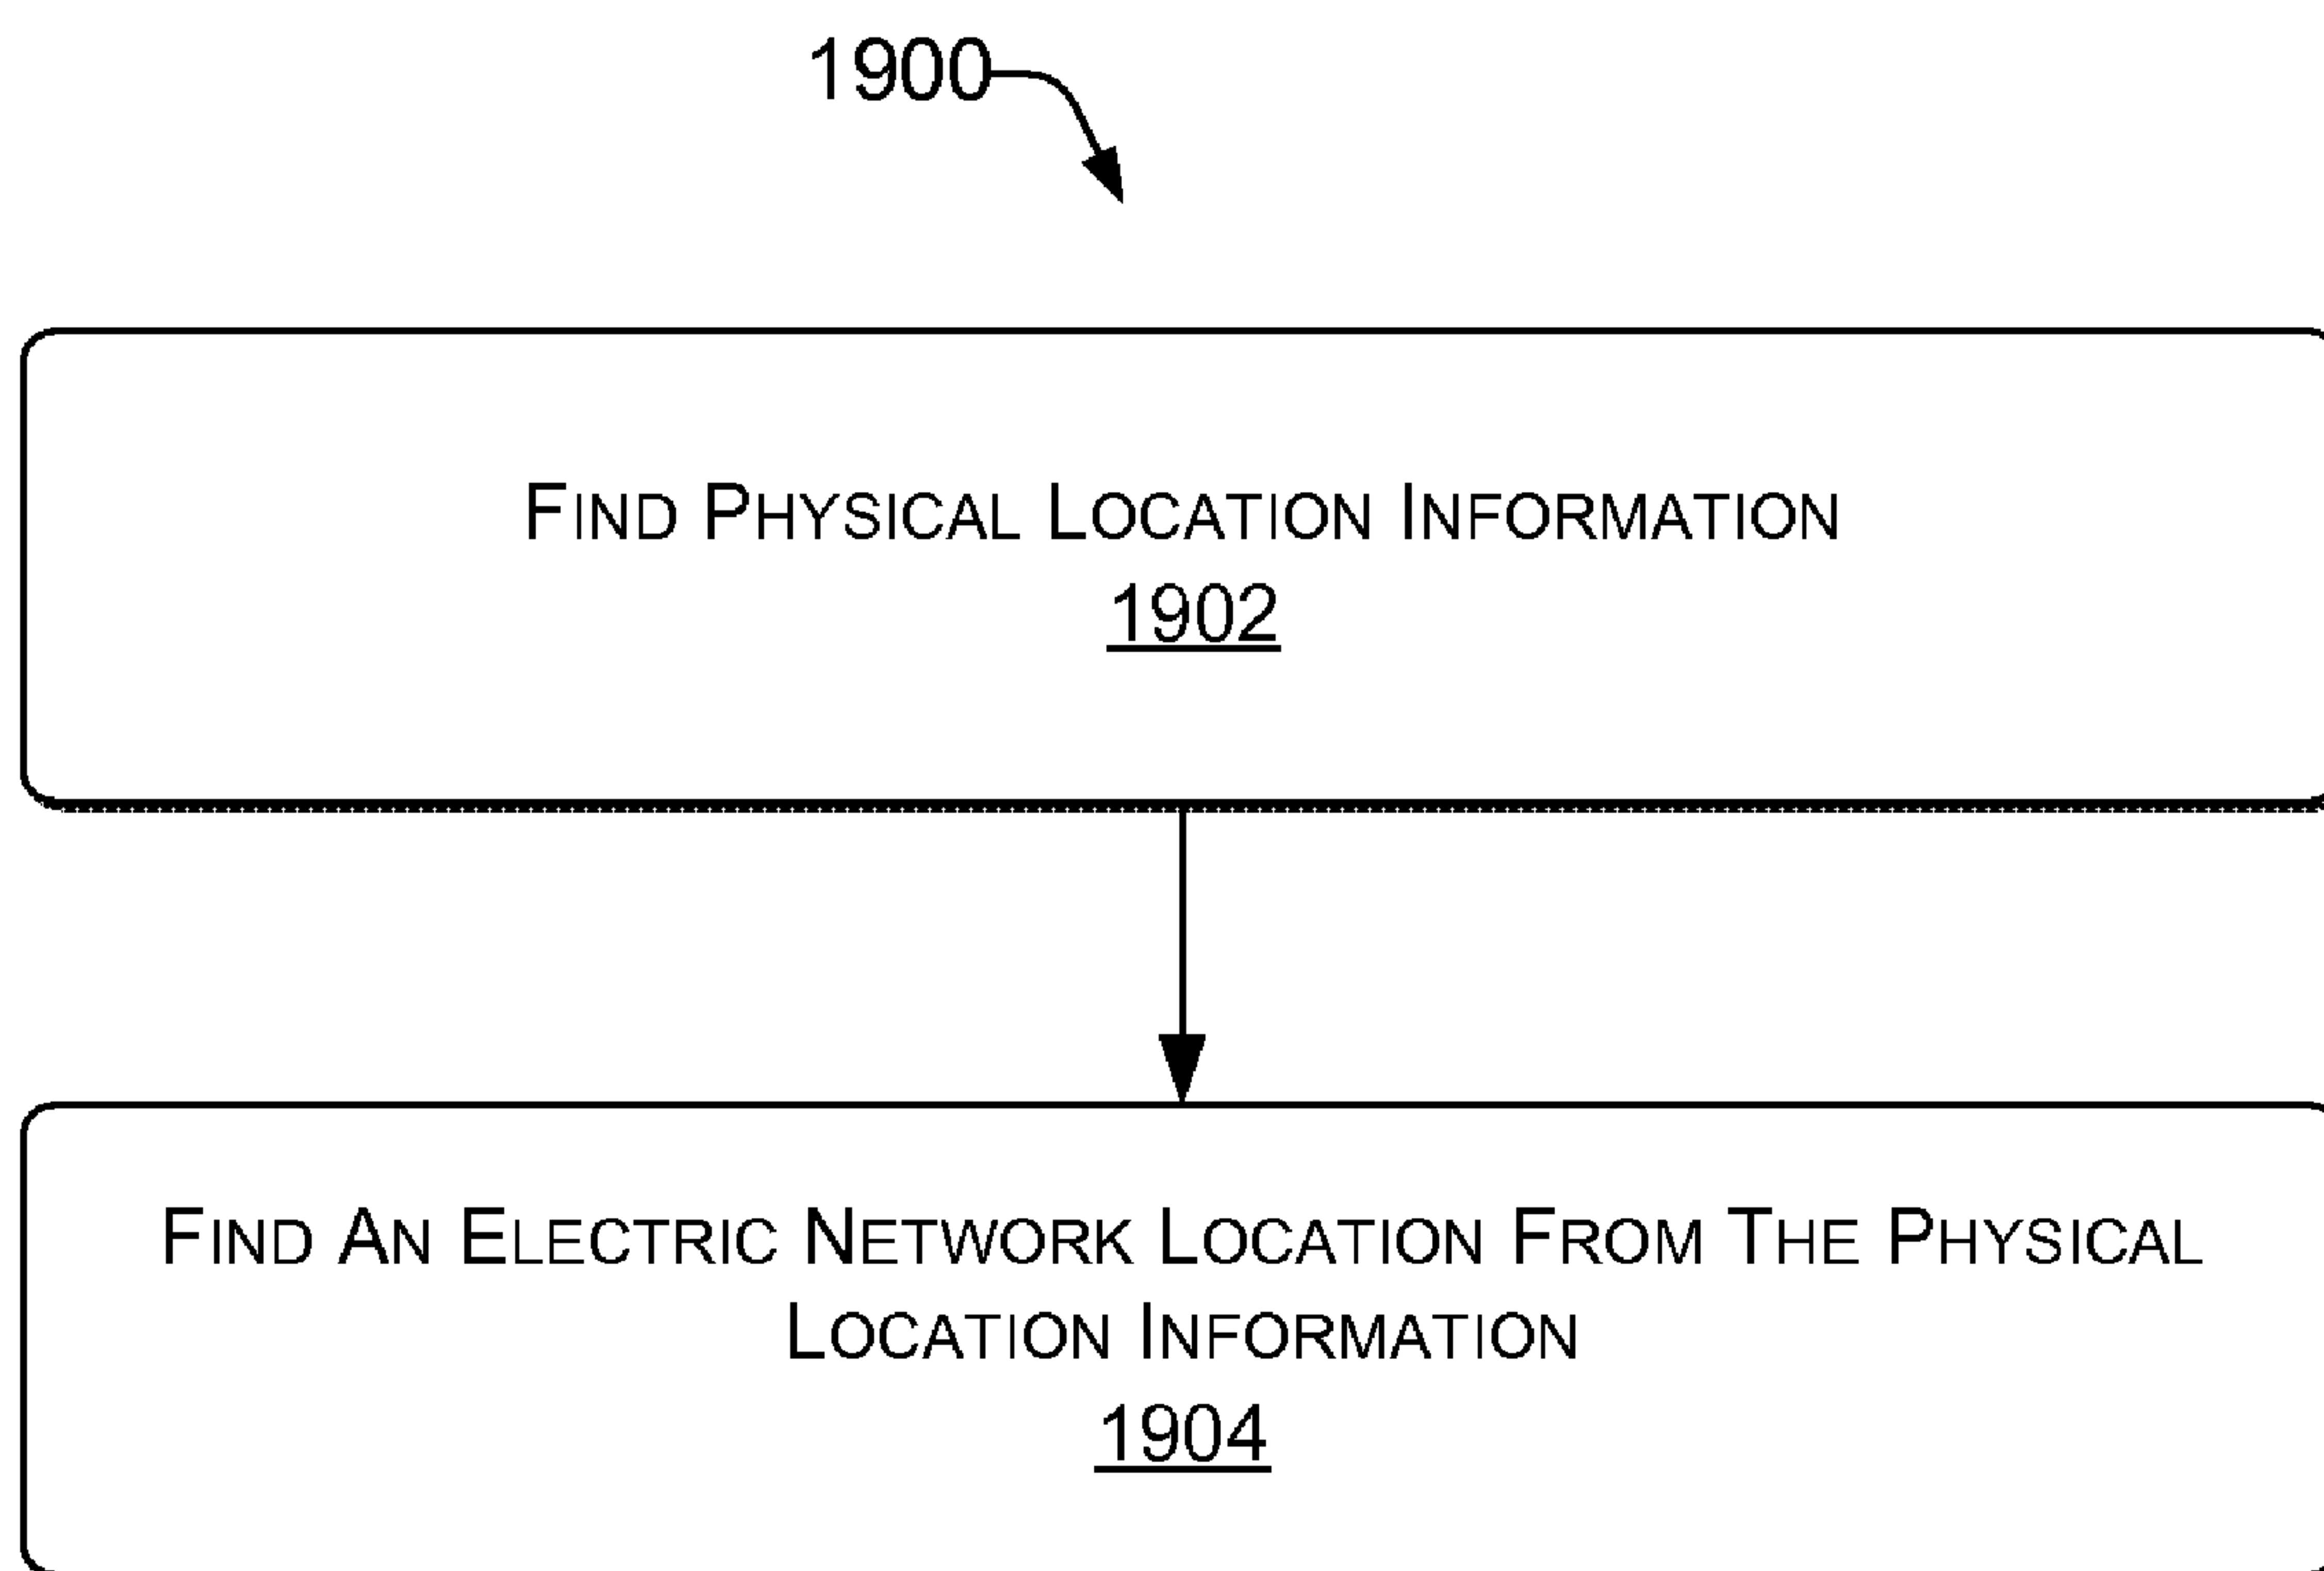 1900
FIND PHYSICAL LOCATION INFORMATION
1902
FIND AN ELECTRIC NETWORK LOCATION FROM THE PHYSICAL
LOCATION INFORMATION
1904